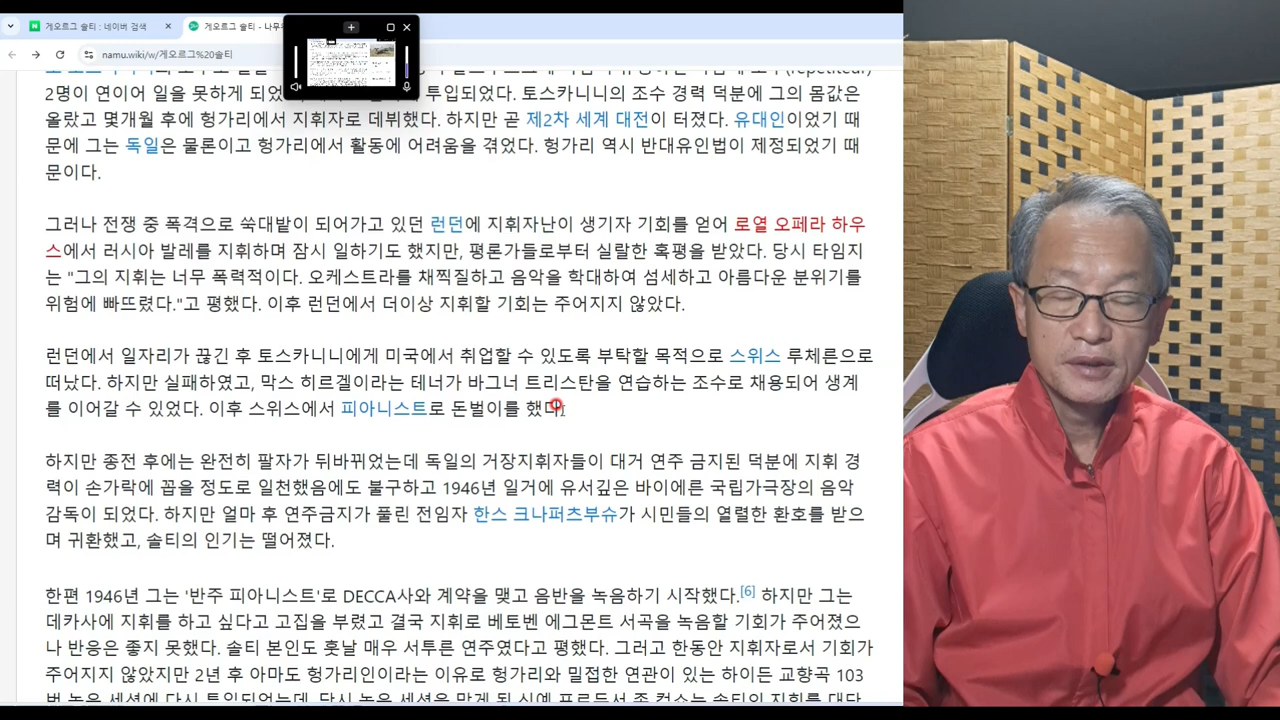 게오르그 솔티 : 네이버 검색
게오르그 솔티 - 나무
namu.wiki/w/게오르그%20솔티
2명이 연이어 일을 못하게 되었 투입되었다. 토스카니니의 조수 경력 덕분에 그의 몸값은
올랐고 몇개월 후에 헝가리에서 지휘자로 데뷔했다. 하지만 곧 제2차 세계 대전이 터졌다. 유대인이었기 때
문에 그는 독일은 물론이고 헝가리에서 활동에 어려움을 겪었다. 헝가리 역시 반대유인법이 제정되었기 때
문이다.
그러나 전쟁 중 폭격으로 쑥대밭이 되어가고 있던 런던에 지휘자난이 생기자 기회를 얻어 로열 오페라 하우
스에서 러시아 발레를 지휘하며 잠시 일하기도 했지만, 평론가들로부터 실랄한 혹평을 받았다. 당시 타임지
는 "그의 지휘는 너무 폭력적이다. 오케스트라를 채찍질하고 음악을 학대하여 섬세하고 아름다운 분위기를
위험에 빠뜨렸다."고 평했다. 이후 런던에서 더이상 지휘할 기회는 주어지지 않았다.
런던에서 일자리가 끊긴 후 토스카니니에게 미국에서 취업할 수 있도록 부탁할 목적으로 스위스 루체른으로
떠났다. 하지만 실패하였고, 막스 히르겔이라는 테너가 바그너 트리스탄을 연습하는 조수로 채용되어 생계
를 이어갈 수 있었다. 이후 스위스에서 피아니스트로 돈벌이를 했다.
하지만 종전 후에는 완전히 팔자가 뒤바뀌었는데 독일의 거장지휘자들이 대거 연주 금지된 덕분에 지휘 경
력이 손가락에 꼽을 정도로 일천했음에도 불구하고 1946년 일거에 유서깊은 바이에른 국립가극장의 음악
감독이 되었다. 하지만 얼마 후 연주금지가 풀린 전임자 한스 크나퍼츠부슈가 시민들의 열렬한 환호를 받으
며 귀환했고, 솔티의 인기는 떨어졌다.
한편 1946년 그는 '반주 피아니스트'로 DECCA사와 계약을 맺고 음반을 녹음하기 시작했다.[6] 하지만 그는
데카사에 지휘를 하고 싶다고 고집을 부렸고 결국 지휘로 베토벤 에그몬트 서곡을 녹음할 기회가 주어졌으
나 반응은 좋지 못했다. 솔티 본인도 훗날 매우 서투른 연주였다고 평했다. 그러고 한동안 지휘자로서 기회가
주어지지 않았지만 2년 후 아마도 헝가리인이라는 이유로 헝가리와 밀접한 연관이 있는 하이든 교향곡 103